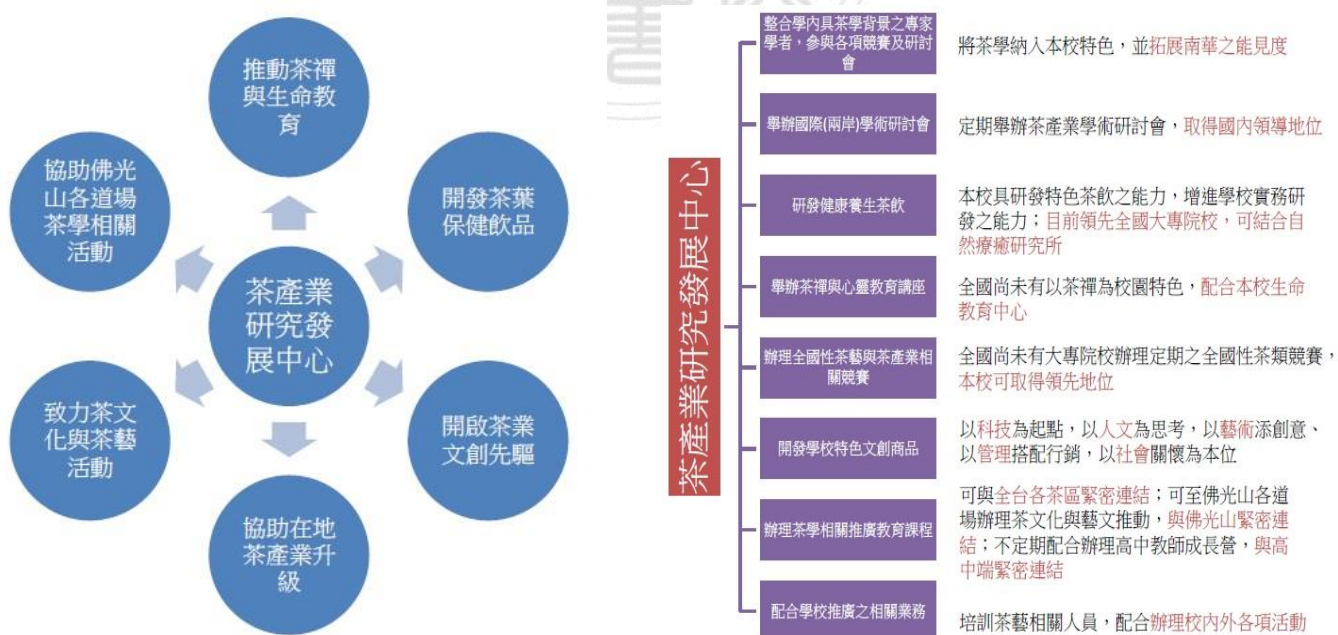 推動茶禪
與生命教
育
開發茶葉
保健飲品
開啟茶業
文創先驅
協助在地
茶產業升
級
致力茶文
化與茶藝
活動
協助佛光
山各道場
茶學相關
活動
茶產業
研究發
展中心
茶產業研究發展中心
整合學內具茶學背景之專家
學者，參與各項競賽及研討
會
將茶學納入本校特色，並拓展南華之能見度
舉辦國際(兩岸)學術研討會
定期舉辦茶產業學術研討會，取得國內領導地位
研發健康養生茶飲
本校具研發特色茶飲之能力，增進學校實務研
發之能力；目前領先全國大專院校，可結合自
然療癒研究所
舉辦茶禪與心靈教育講座
全國尚未有以茶禪為校園特色，配合本校生命
教育中心
辦理全國性茶藝與茶產業相
關競賽
全國尚未有大專院校辦理定期之全國性茶類競賽，
本校可取得領先地位
開發學校特色文創商品
以科技為起點，以人文為思考，以藝術添創意、
以管理搭配行銷，以社會關懷為本位
辦理茶學相關推廣教育課程
可與全台各茶區緊密連結；可至佛光山各道
場辦理茶文化與藝文推動，與佛光山緊密連
結；不定期配合辦理高中教師成長營，與高
中端緊密連結
配合學校推廣之相關業務
培訓茶藝相關人員，配合辦理校內外各項活動